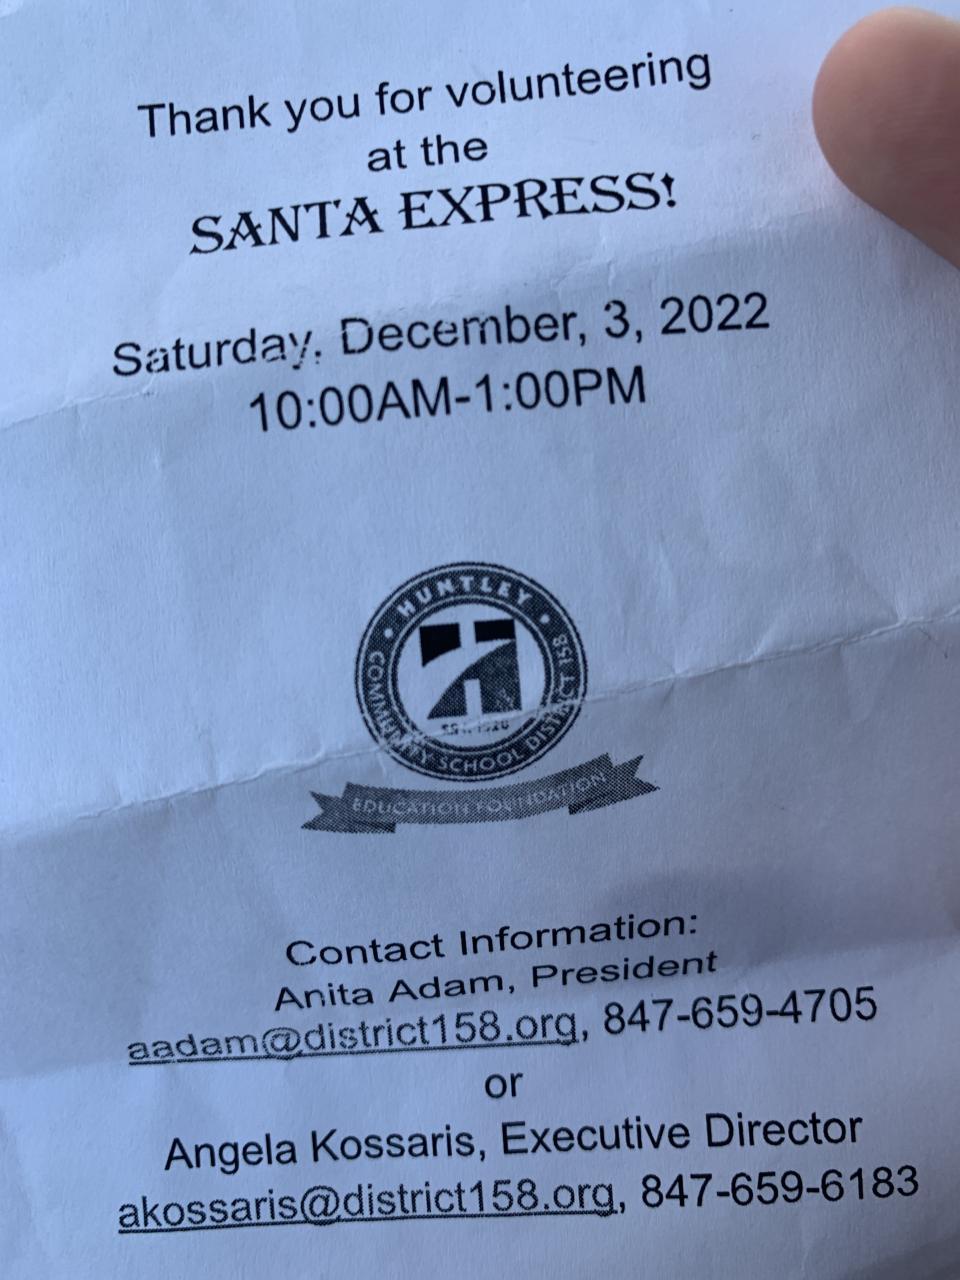 Thank you for volunteering
at the
SANTA EXPRESS!
Saturday, December, 3, 2022
10:00AM-1:00PM
HUNTLEY
COMMUNITY SCHOOL DISTRICT 158
EST. 1920
EDUCATION FOUNDATION
Contact Information:
Anita Adam, President
aadam@district158.org, 847-659-4705
or
Angela Kossaris, Executive Director
akossaris@district158.org, 847-659-6183